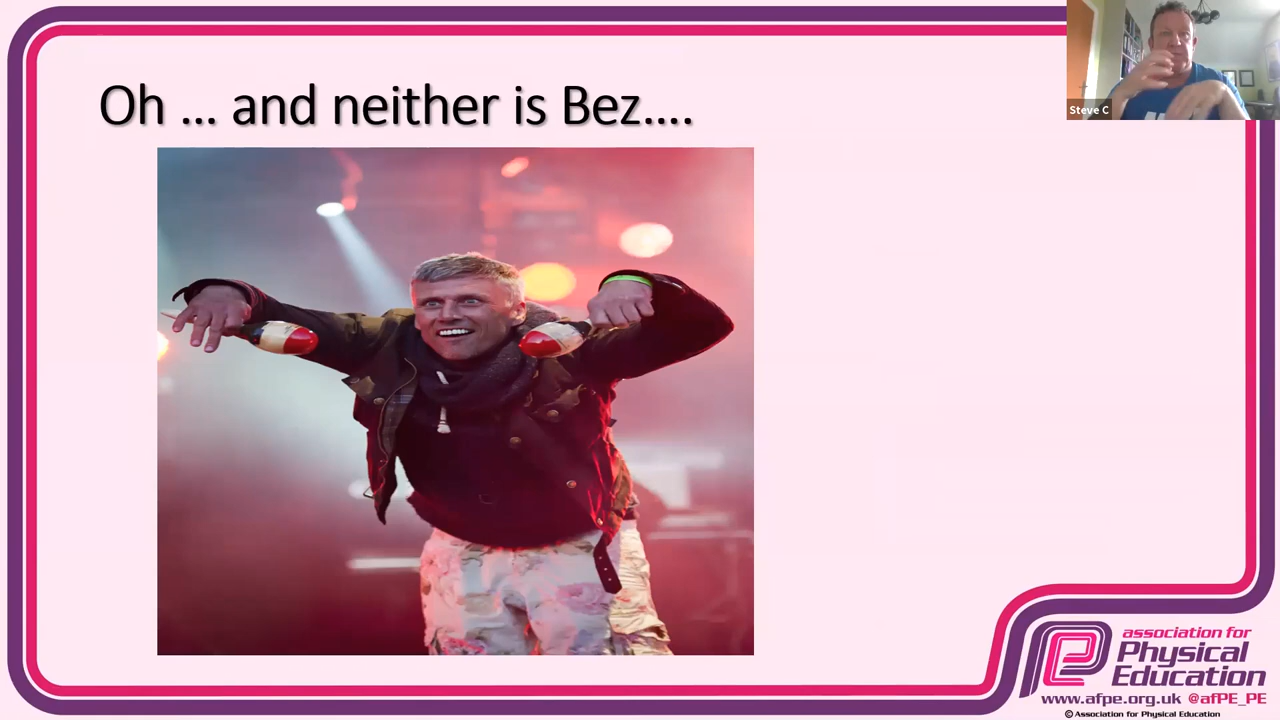 Oh ... and neither is Bez....
Steve C
association for
Physical
Education
www.afpe.org.uk @afPE_PE
© Association for Physical Education